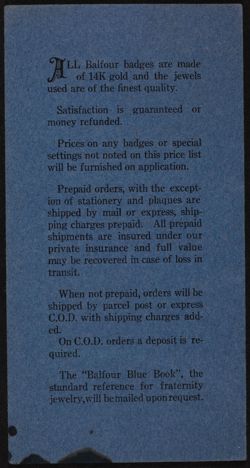 ALL Balfour badges are made
of 14K gold and the jewels
used are of the finest quality.
Satisfaction is guaranteed or
money refunded.
Prices on any badges or special
settings not noted on this price list
will be furnished on application.
Prepaid orders, with the except-
ion of stationery and plaques are
shipped by mail or express, ship-
ping charges prepaid. All prepaid
shipments are insured under our
private insurance and full value
may be recovered in case of loss in
transit.
When not prepaid, orders will be
shipped by parcel post or express
C.O.D. with shipping charges add-
ed.
On C.O.D. orders a deposit is re-
quired.
The "Balfour Blue Book", the
standard reference for fraternity
jewelry, will be mailed upon request.